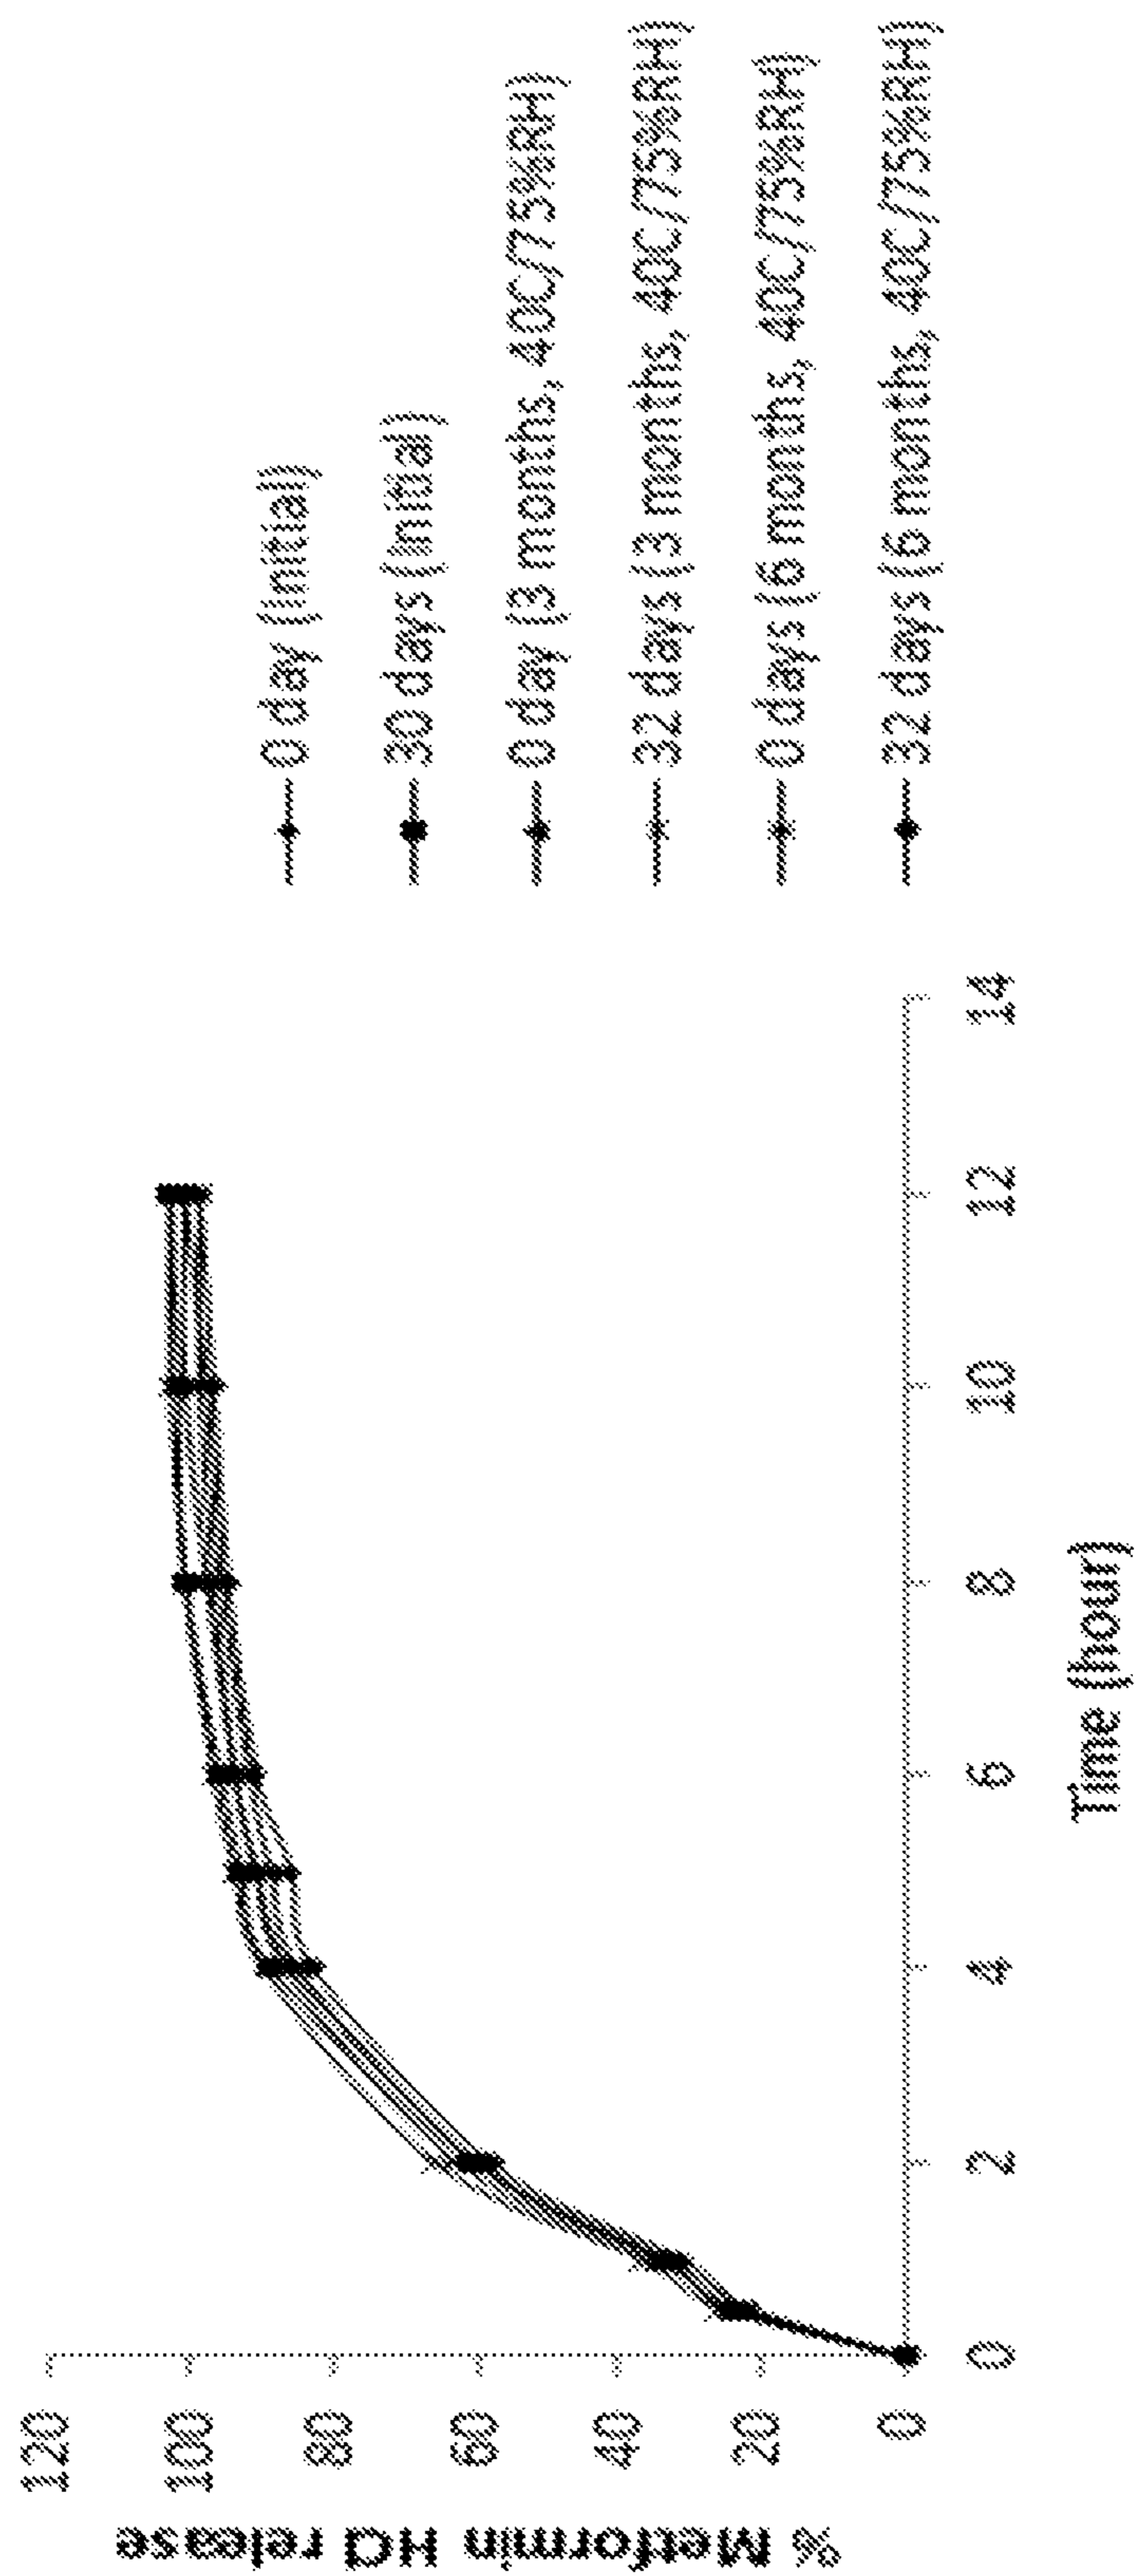 % Metformin HCl release
120
100
80
60
40
20
0
0
2
4
6
8
10
12
14
Time (hour)
0 day (Initial)
30 days (Initial)
0 day (3 months, 40C/75%RH)
32 days (3 months, 40C/75%RH)
0 days (6 months, 40C/75%RH)
32 days (6 months, 40C/75%RH)